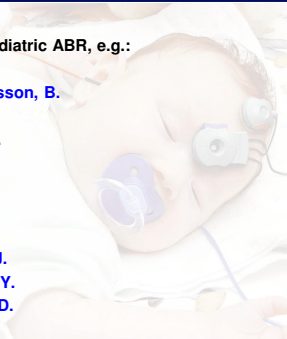 diatric ABR, e.g.:
sson, B.
.
J.
Y.
D.